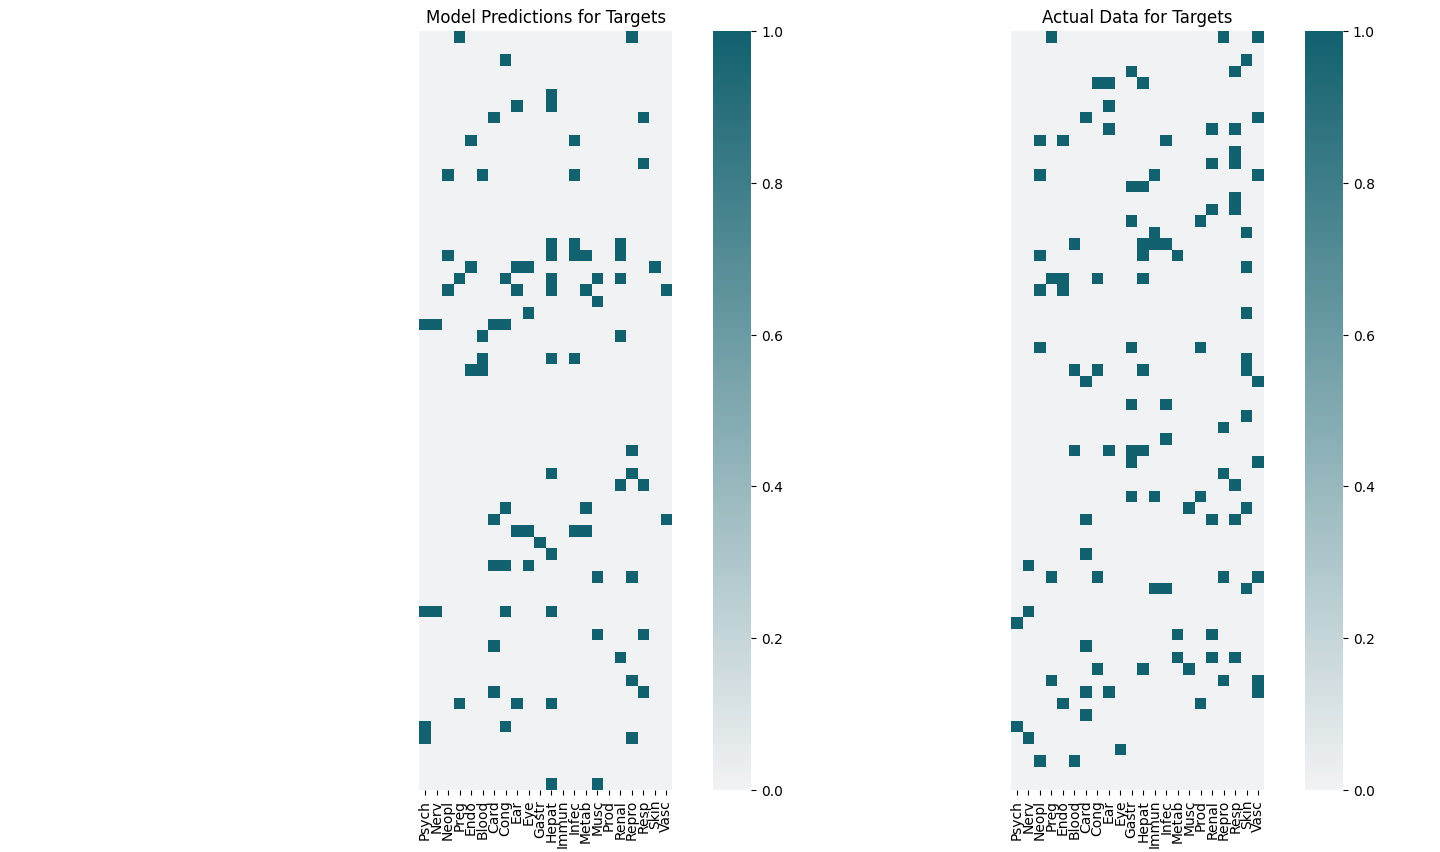 Model Predictions for Targets
1.0
0.8
0.6
0.4
0.2
0.0
Psych
Nerv
Neopl
Preg
Endo
Blood
Card
Cong
Ear
Eye
Gastr
Hepat
Immun
Infec
Metab
Musc
Prod
Renal
Repro
Resp
Skin
Vasc
Actual Data for Targets
1.0
0.8
0.6
0.4
0.2
0.0
Psych
Nerv
Neopl
Preg
Endo
Blood
Card
Cong
Ear
Eye
Gastr
Hepat
Immun
Infec
Metab
Musc
Prod
Renal
Repro
Resp
Skin
Vasc